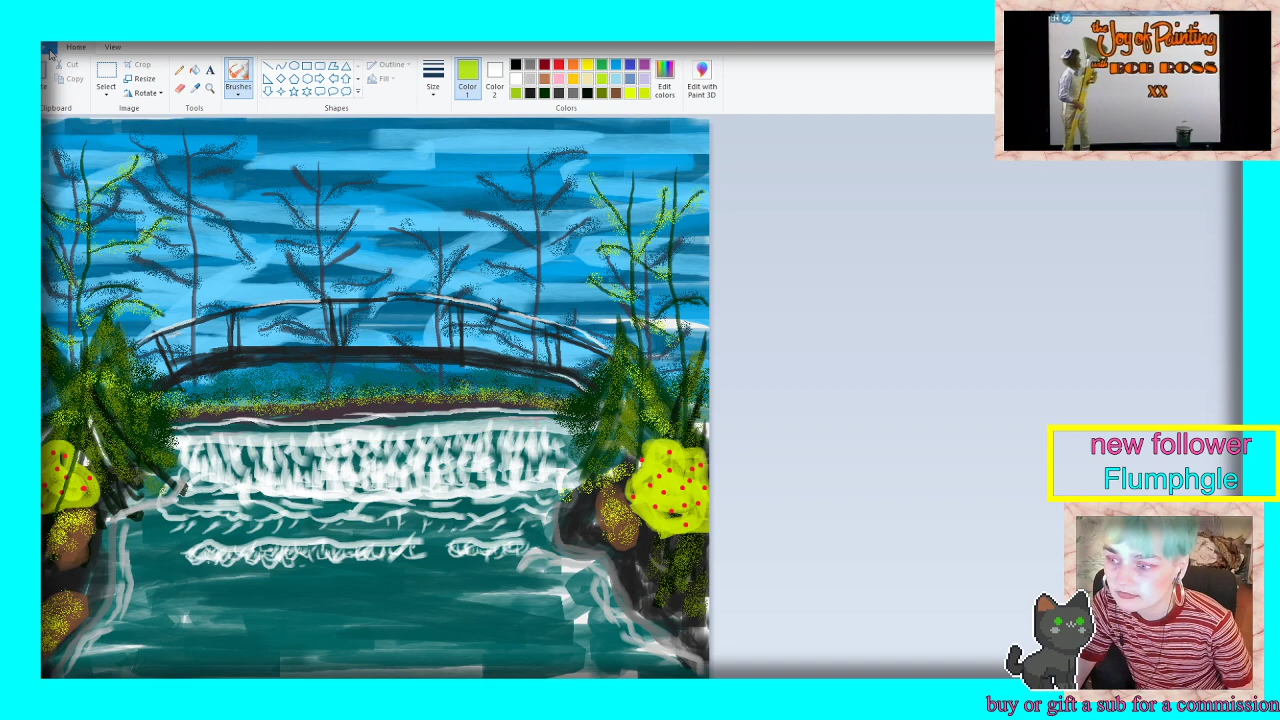 Home View
Cut
Copy
Clipboard
Select
Crop
Resize
Rotate
Image
A
Tools
Brushes
Outline
Fill
Shapes
Size
Color
1
Color
2
Edit
colors
Colors
Edit with
Paint 3D
the
Joy of Painting
with BOB ROSS
XX
new follower
Flumphgle
buy or gift a sub for a commission